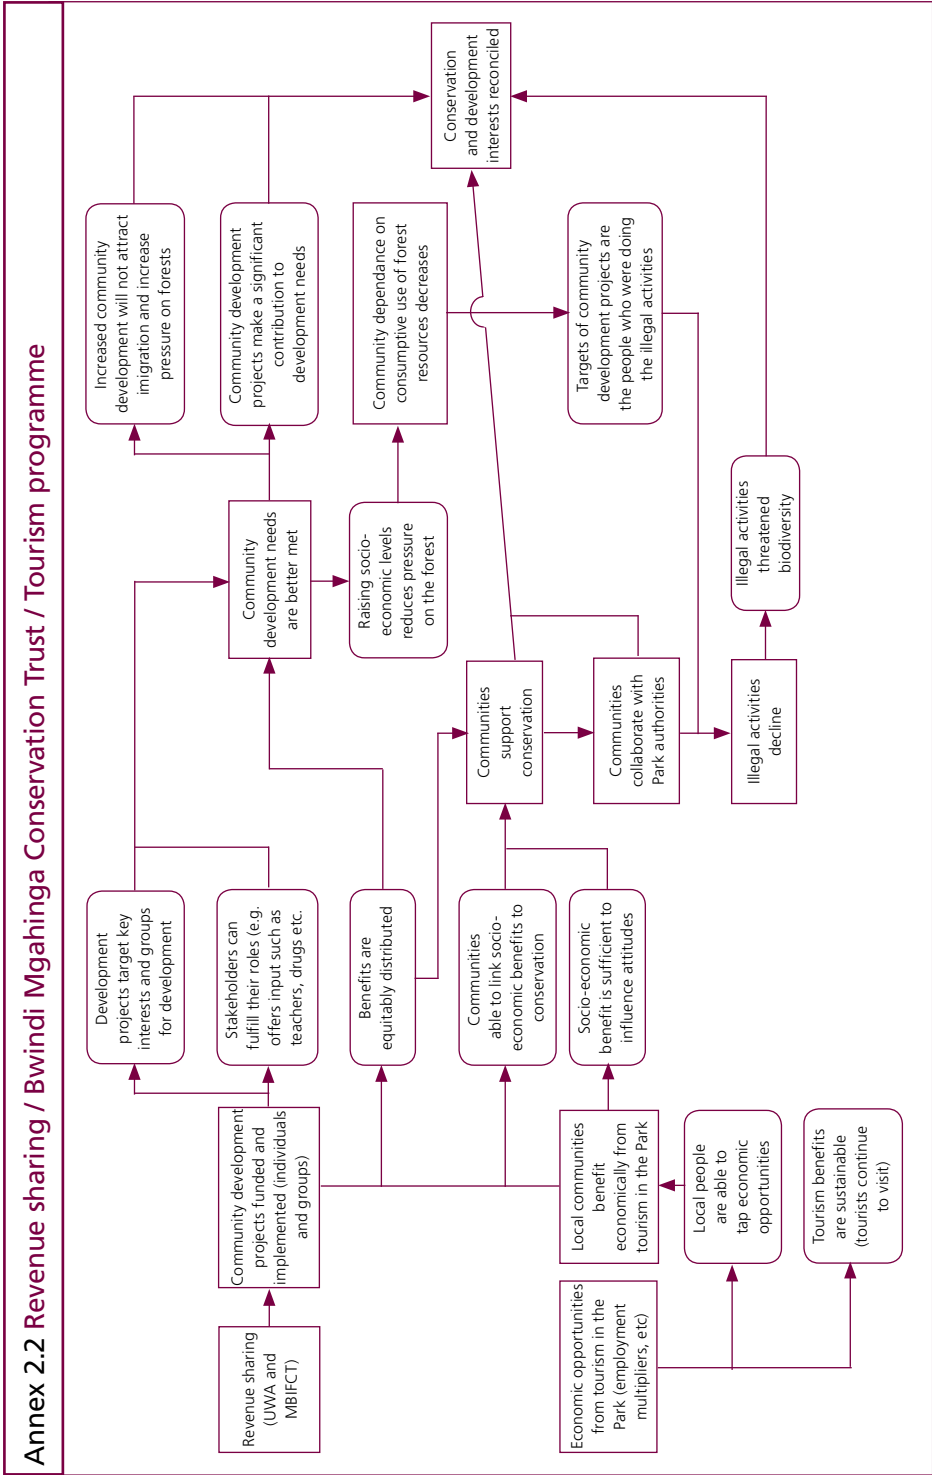 Annex 2.2 Revenue sharing / Bwindi Mgahinga Conservation Trust / Tourism programme
Revenue sharing
(UWA and
MBIFCT)
Economic opportunities
from tourism in the
Park (employment
multipliers, etc)
Community development
projects funded and
implemented (individuals
and groups)
Local communities
benefit
economically from
tourism in the Park
Local people
are able to
tap economic
opportunities
Tourism benefits
are sustainable
(tourists continue
to visit)
Development
projects target key
interests and groups
for development
Stakeholders can
fulfill their roles (e.g.
offers input such as
teachers, drugs etc.
Benefits are
equitably distributed
Communities
able to link socio-
economic benefits to
conservation
Socio-economic
benefit is sufficient to
influence attitudes
Community
development needs
are better met
Raising socio-
economic levels
reduces pressure
on the forest
Communities
support
conservation
Communities
collaborate with
Park authorities
Illegal activities
decline
Increased community
development will not attract
imigration and increase
pressure on forests
Community development
projects make a significant
contribution to
development needs
Community dependance on
consumptive use of forest
resources decreases
Targets of community
development projects are
the people who were doing
the illegal activities
Illegal activities
threatened
biodiversity
Conservation
and development
interests reconciled